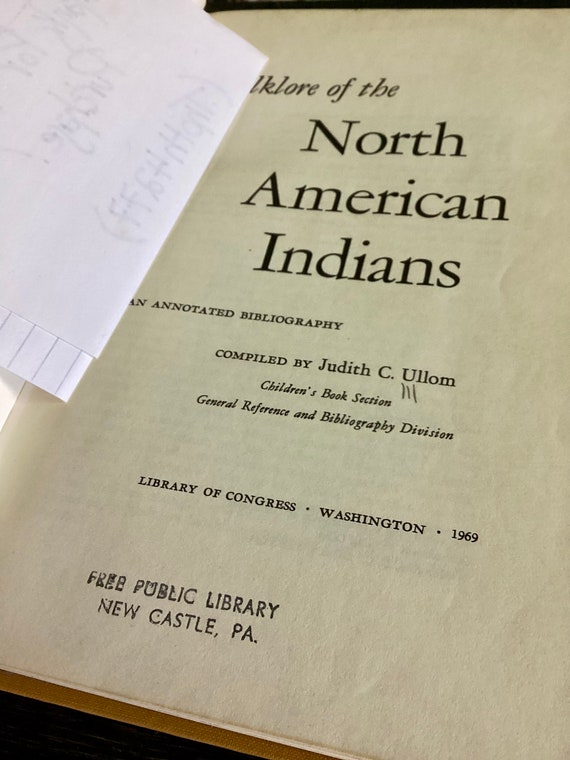 lklore of the
North
American
Indians
AN ANNOTATED BIBLIOGRAPHY
COMPILED BY Judith C. Ullom
Children's Book Section
General Reference and Bibliography Division
LIBRARY OF CONGRESS · WASHINGTON · 1969
FREE PUBLIC LIBRARY
NEW CASTLE, PA.